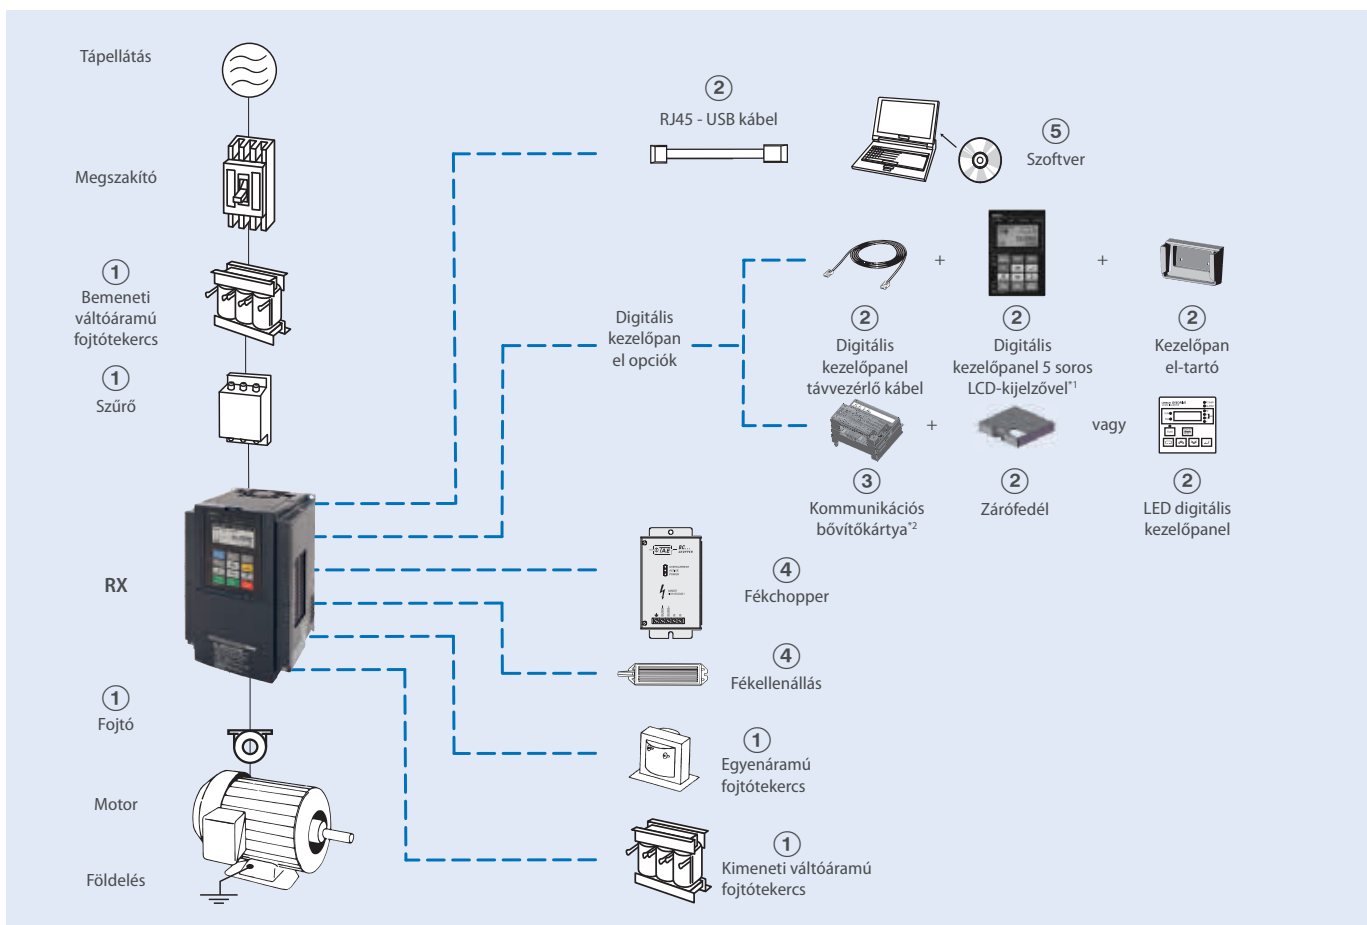 Tápellátás
Megszakító
1
Bemeneti
váltóáramú
fojtótekercs
1
Szűrő
RX
1
Fojtó
Motor
Földelés
2
RJ45 - USB kábel
5
Szoftver
Digitális
kezelőpan
el opciók
+
+
2
Digitális
kezelőpanel
távvezérlő kábel
2
Digitális
kezelőpanel 5 soros
LCD-kijelzővel*1
2
Kezelőpan
el-tartó
+
vagy
3
Kommunikációs
bővítőkártya*2
2
Zárófedél
2
LED digitális
kezelőpanel
4
Fékchopper
4
Fékellenállás
1
Egyenáramú
fojtótekercs
1
Kimeneti váltóáramú
fojtótekercs